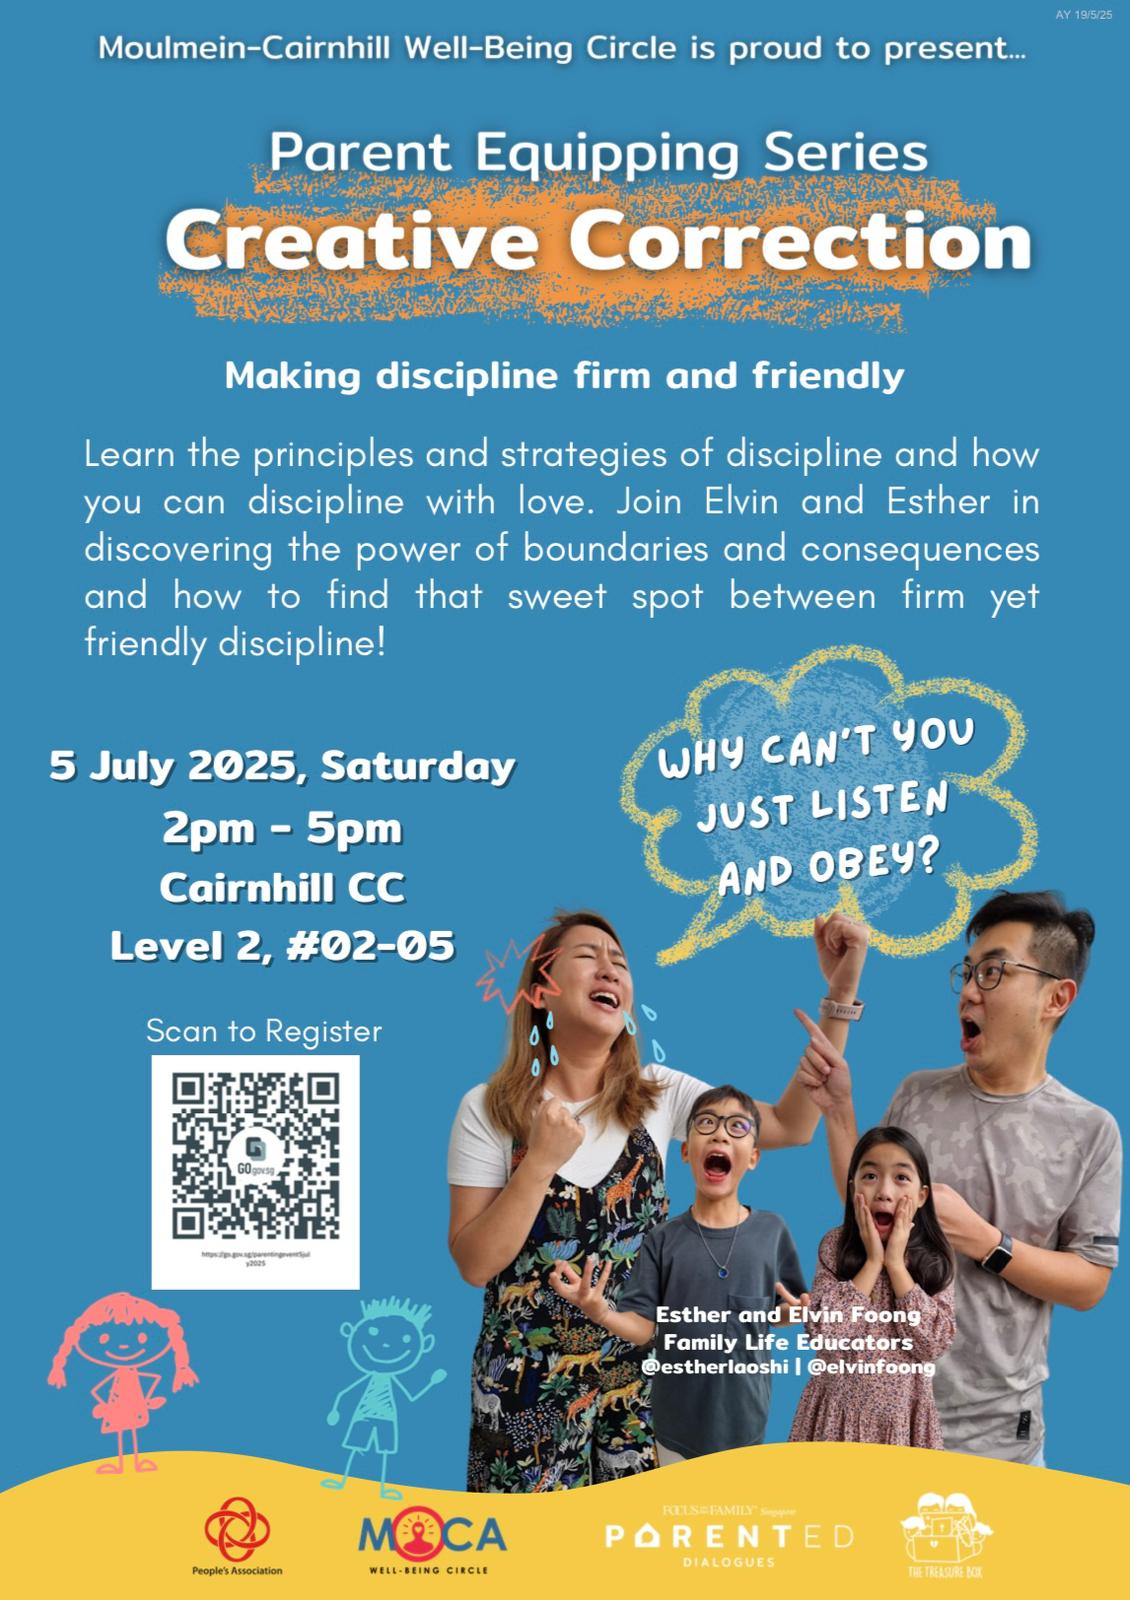 AY 19/5/25
Moulmein-Cairnhill Well-Being Circle is proud to present...
Parent Equipping Series
Creative Correction
Making discipline firm and friendly
Learn the principles and strategies of discipline and how
you can discipline with love. Join Elvin and Esther in
discovering the power of boundaries and consequences
and how to find that sweet spot between firm yet
friendly discipline!
WHY CAN'T YOU
JUST LISTEN
AND OBEY?
5 July 2025, Saturday
2pm - 5pm
Cairnhill CC
Level 2, #02-05
Scan to Register
GO gov.sg
https://go.gov.sg/parentingevent5jul
y2025
Esther and Elvin Foong
Family Life Educators
@estherlaoshi | @elvinfoong
People's Association
MOCA
WELL-BEING CIRCLE
FOCUS ON THE FAMILY Singapore
PARENTED
DIALOGUES
THE TREASURE BOX